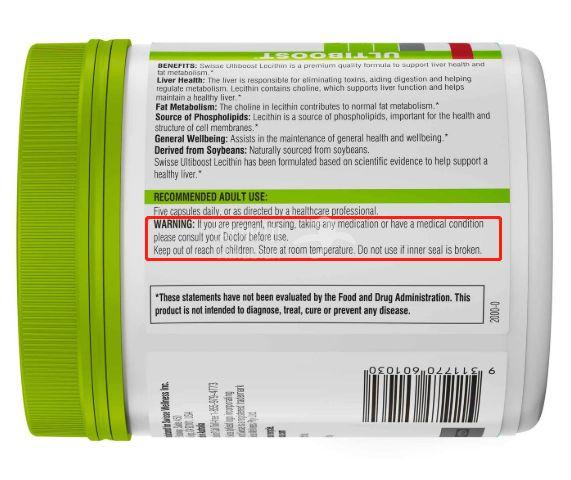 ULTIBOOST
BENEFITS: Swisse Ultiboost Lecithin is a premium quality formula to support liver health and
fat metabolism.*
Liver Health: The liver is responsible for eliminating toxins, aiding digestion and helping
regulate metabolism. Lecithin contains choline, which supports liver function and helps
maintain a healthy liver.*
Fat Metabolism: The choline in lecithin contributes to normal fat metabolism.*
Source of Phospholipids: Lecithin is a source of phospholipids, important for the health and
structure of cell membranes.*
General Wellbeing: Assists in the maintenance of general health and wellbeing.*
Derived from Soybeans: Naturally sourced from soybeans.
Swisse Ultiboost Lecithin has been formulated based on scientific evidence to help support a
healthy liver.*
RECOMMENDED ADULT USE:
Five capsules daily, or as directed by a healthcare professional.
WARNING: If you are pregnant, nursing, taking any medication or have a medical condition
please consult your Doctor before use.
Keep out of reach of children. Store at room temperature. Do not use if inner seal is broken.
*These statements have not been evaluated by the Food and Drug Administration. This
product is not intended to diagnose, treat, cure or prevent any disease.
2000-0
9 311770 601030
Swisse Wellness Inc.
1-855-979-4773